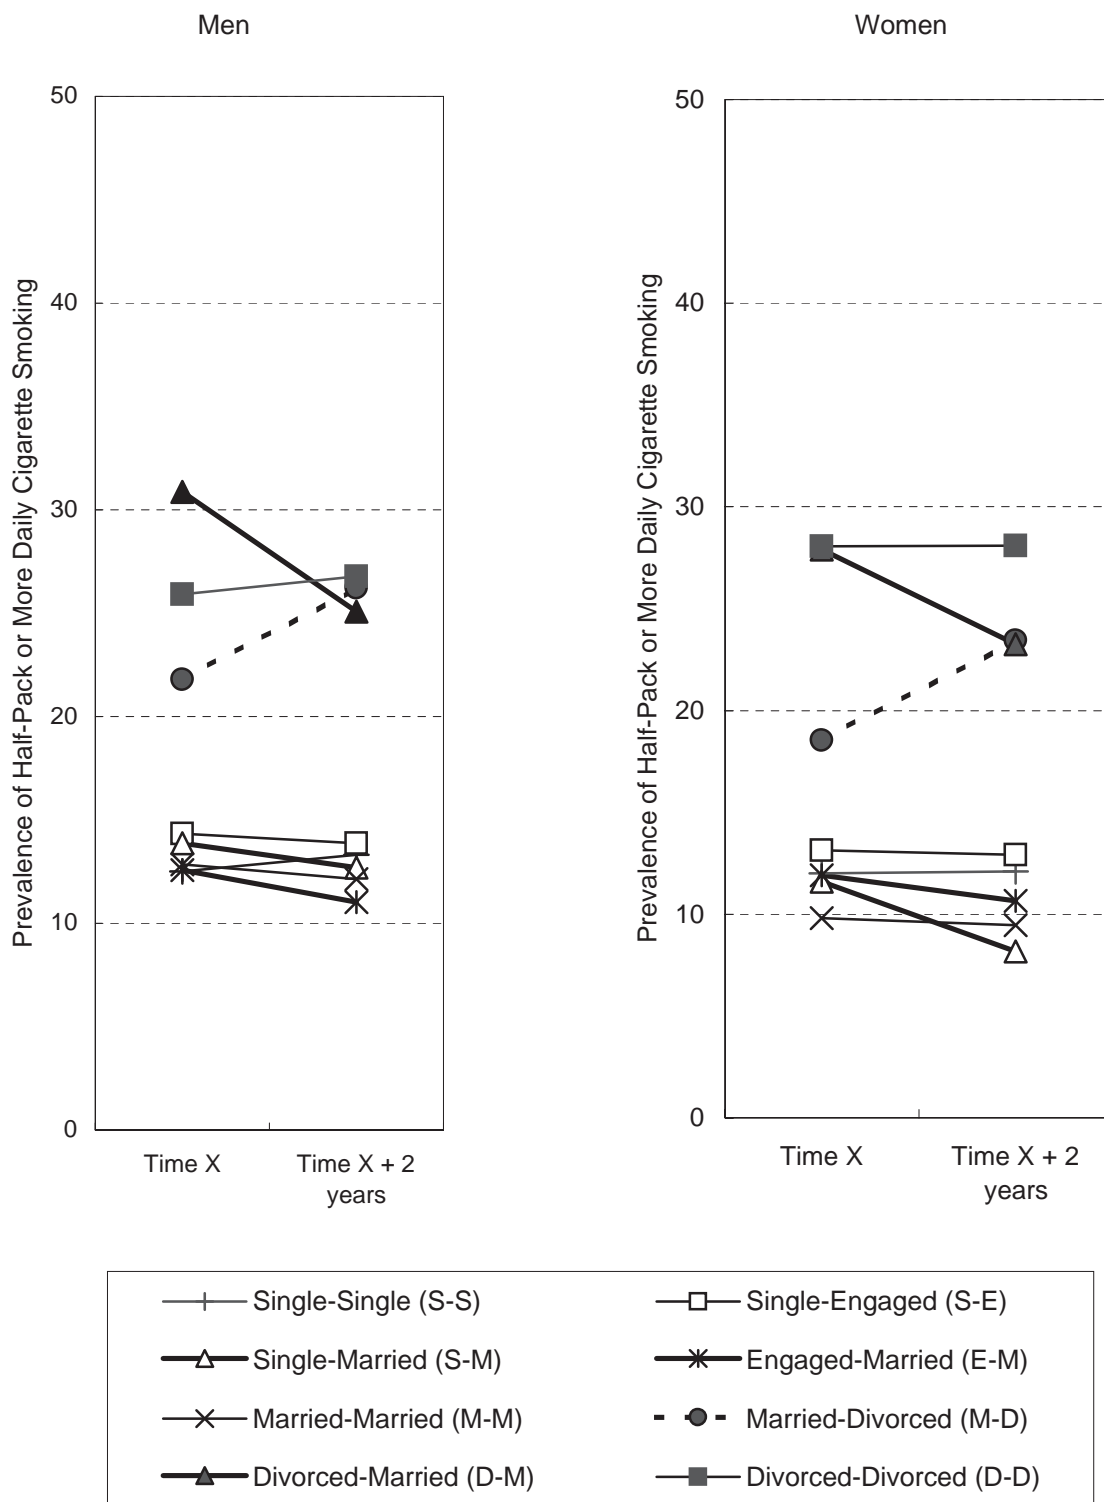 Men
Women
Prevalence of Half-Pack or More Daily Cigarette Smoking
50
40
30
20
10
0
Time X
Time X + 2
years
Prevalence of Half-Pack or More Daily Cigarette Smoking
50
40
30
20
10
0
Time X
Time X + 2
years
Single-Single (S-S)
Single-Engaged (S-E)
Single-Married (S-M)
Engaged-Married (E-M)
Married-Married (M-M)
Married-Divorced (M-D)
Divorced-Married (D-M)
Divorced-Divorced (D-D)